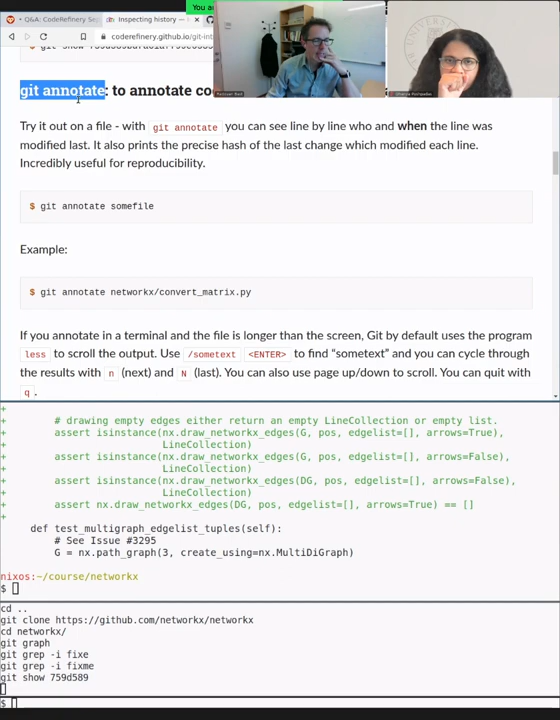 You a
Q&A: CodeRefinery Se
Inspecting history —
coderefinery.github.io/git-int
$ git show 759d589
git annotate: to annotate co
Try it out on a file - with git annotate you can see line by line who and when the line was
modified last. It also prints the precise hash of the last change which modified each line.
Incredibly useful for reproducibility.
$ git annotate somefile
Example:
$ git annotate networkx/convert_matrix.py
If you annotate in a terminal and the file is longer than the screen, Git by default uses the program
less to scroll the output. Use /sometext <ENTER> to find “sometext” and you can cycle through
the results with n (next) and N (last). You can also use page up/down to scroll. You can quit with
q .
+
+ # drawing empty edges either return an empty LineCollection or empty list.
+ assert isinstance(nx.draw_networkx_edges(G, pos, edgelist=[], arrows=True),
+ LineCollection)
+ assert isinstance(nx.draw_networkx_edges(G, pos, edgelist=[], arrows=False),
+ LineCollection)
+ assert isinstance(nx.draw_networkx_edges(DG, pos, edgelist=[], arrows=False),
+ LineCollection)
+ assert nx.draw_networkx_edges(DG, pos, edgelist=[], arrows=True) == []
+
def test_multigraph_edgelist_tuples(self):
# See Issue #3295
G = nx.path_graph(3, create_using=nx.MultiDiGraph)
nixos:~/course/networkx
$
cd ..
git clone https://github.com/networkx/networkx
cd networkx/
git graph
git grep -i fixe
git grep -i fixme
git show 759d589
$